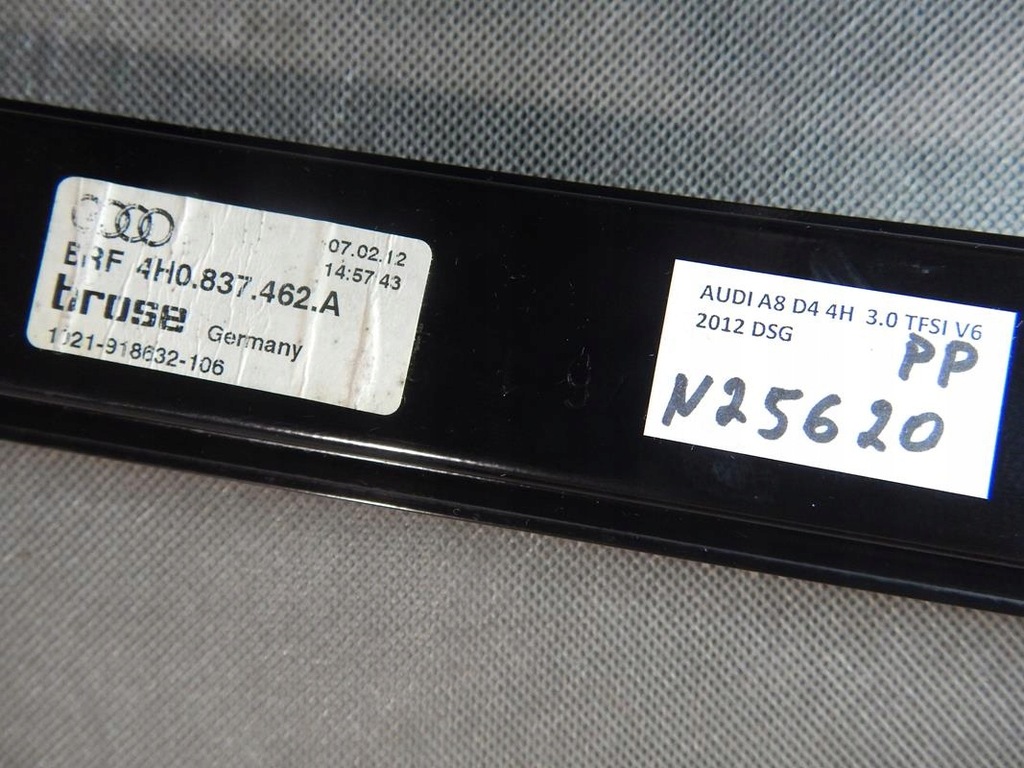 07.02.12
14:57 43
BRF 4H0.837.462.A
brose Germany
1021-918632-106
AUDI A8 D4 4H 3.0 TFSI V6
2012 DSG
PP
N25620